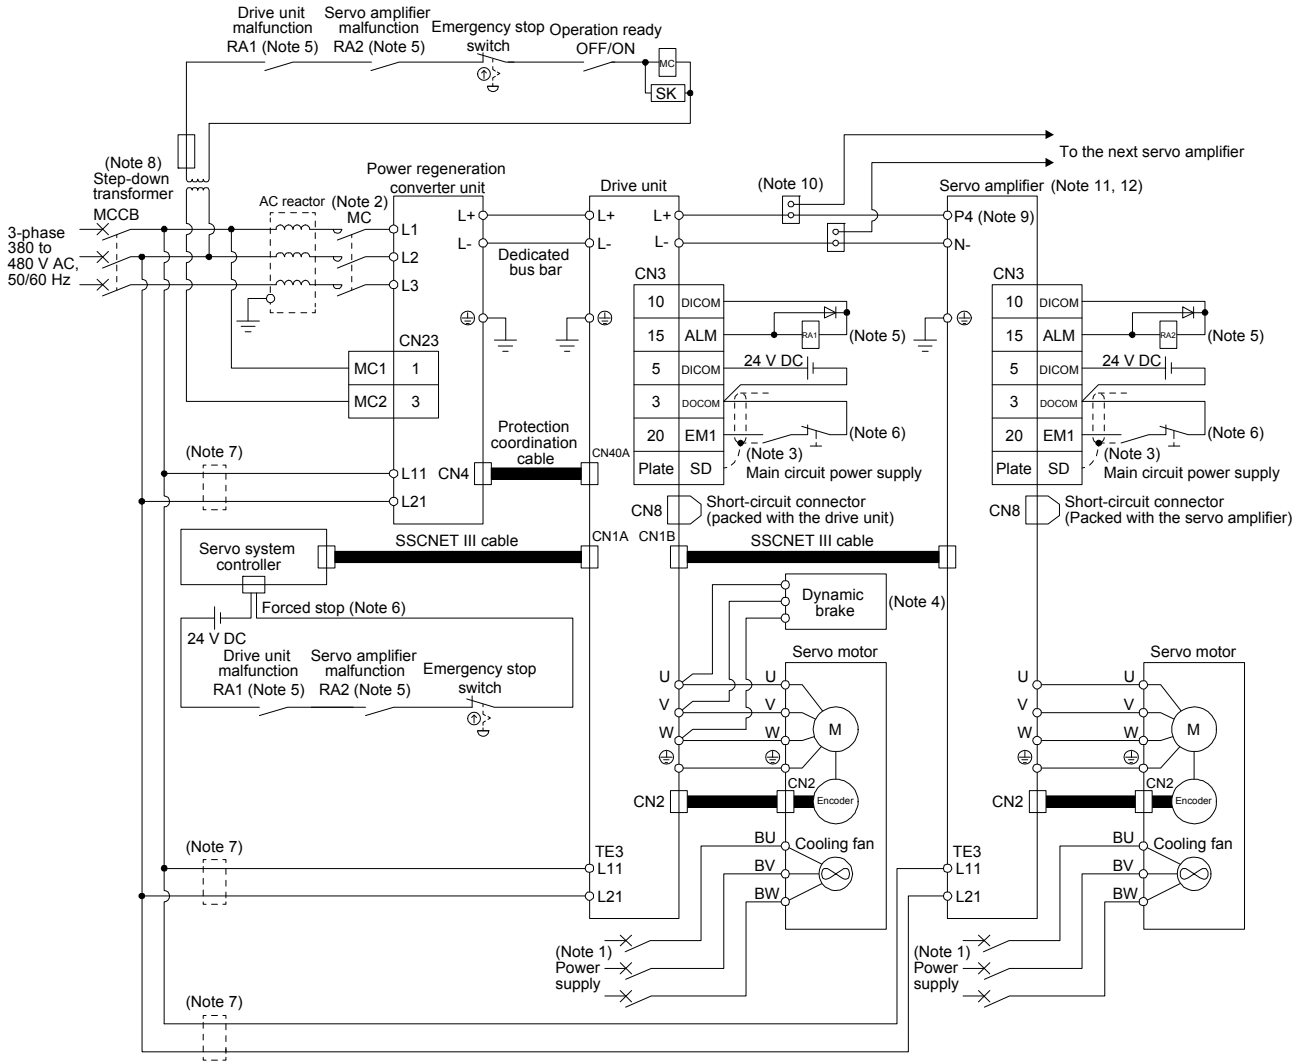 Drive unit
malfunction
RA1 (Note 5)
Servo amplifier
malfunction
RA2 (Note 5)
Emergency stop
switch
Operation ready
OFF/ON
MC
SK
To the next servo amplifier
(Note 8)
Step-down
transformer
MCCB
3-phase
380 to
480 V AC,
50/60 Hz
AC reactor
(Note 2)
MC
Power regeneration
converter unit
L1
L2
L3
L+
L-
Dedicated
bus bar
Drive unit
L+
L-
L+
L-
(Note 10)
Servo amplifier (Note 11, 12)
P4 (Note 9)
N-
CN23
MC1
1
MC2
3
CN3
10
DICOM
15
ALM
5
DICOM
3
DOCOM
20
EM1
Plate
SD
RA1
(Note 5)
24 V DC
(Note 6)
(Note 3)
Main circuit power supply
CN3
10
DICOM
15
ALM
5
DICOM
3
DOCOM
20
EM1
Plate
SD
RA2
(Note 5)
24 V DC
(Note 6)
(Note 3)
Main circuit power supply
(Note 7)
L11
L21
CN4
Protection
coordination
cable
CN40A
CN8
Short-circuit connector
(packed with the drive unit)
CN8
Short-circuit connector
(Packed with the servo amplifier)
Servo system
controller
SSCNET III cable
CN1A
CN1B
SSCNET III cable
Forced stop (Note 6)
24 V DC
Drive unit
malfunction
RA1 (Note 5)
Servo amplifier
malfunction
RA2 (Note 5)
Emergency stop
switch
Dynamic
brake
(Note 4)
Servo motor
U
V
W
U
V
W
M
CN2
CN2
Encoder
Cooling fan
BU
BV
BW
Servo motor
U
V
W
U
V
W
M
CN2
CN2
Encoder
Cooling fan
BU
BV
BW
(Note 7)
TE3
L11
L21
TE3
L11
L21
(Note 1)
Power
supply
(Note 1)
Power
supply
(Note 7)